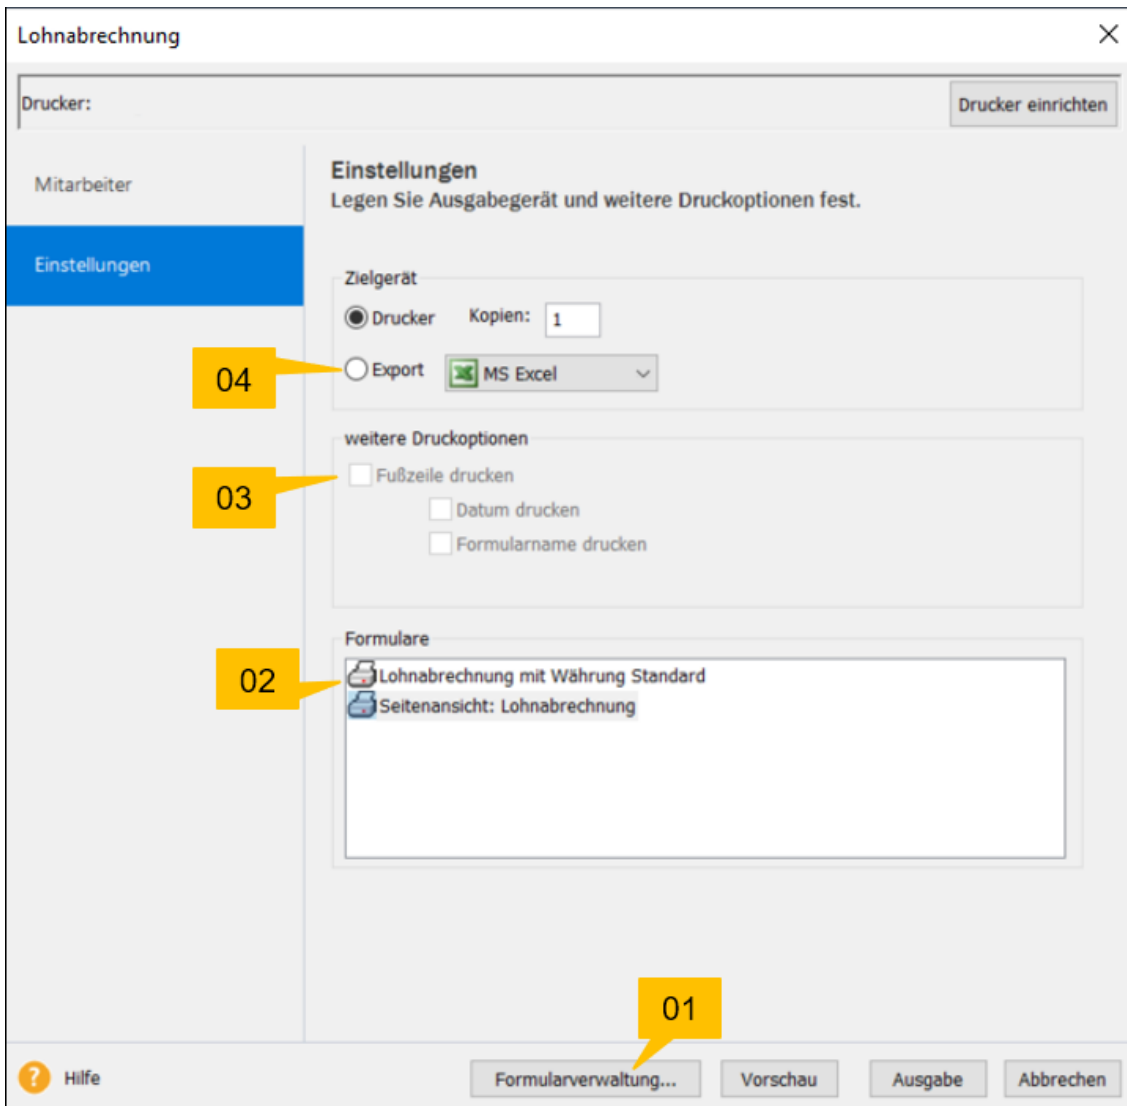 Lohnabrechnung
Drucker:
Drucker einrichten
Mitarbeiter
Einstellungen
Einstellungen
Legen Sie Ausgabegerät und weitere Druckoptionen fest.
Zielgerät
Drucker Kopien: 1
04
Export MS Excel
weitere Druckoptionen
03
Fußzeile drucken
Datum drucken
Formularname drucken
Formulare
02
Lohnabrechnung mit Währung Standard
Seitenansicht: Lohnabrechnung
01
? Hilfe
Formularverwaltung... Vorschau Ausgabe Abbrechen